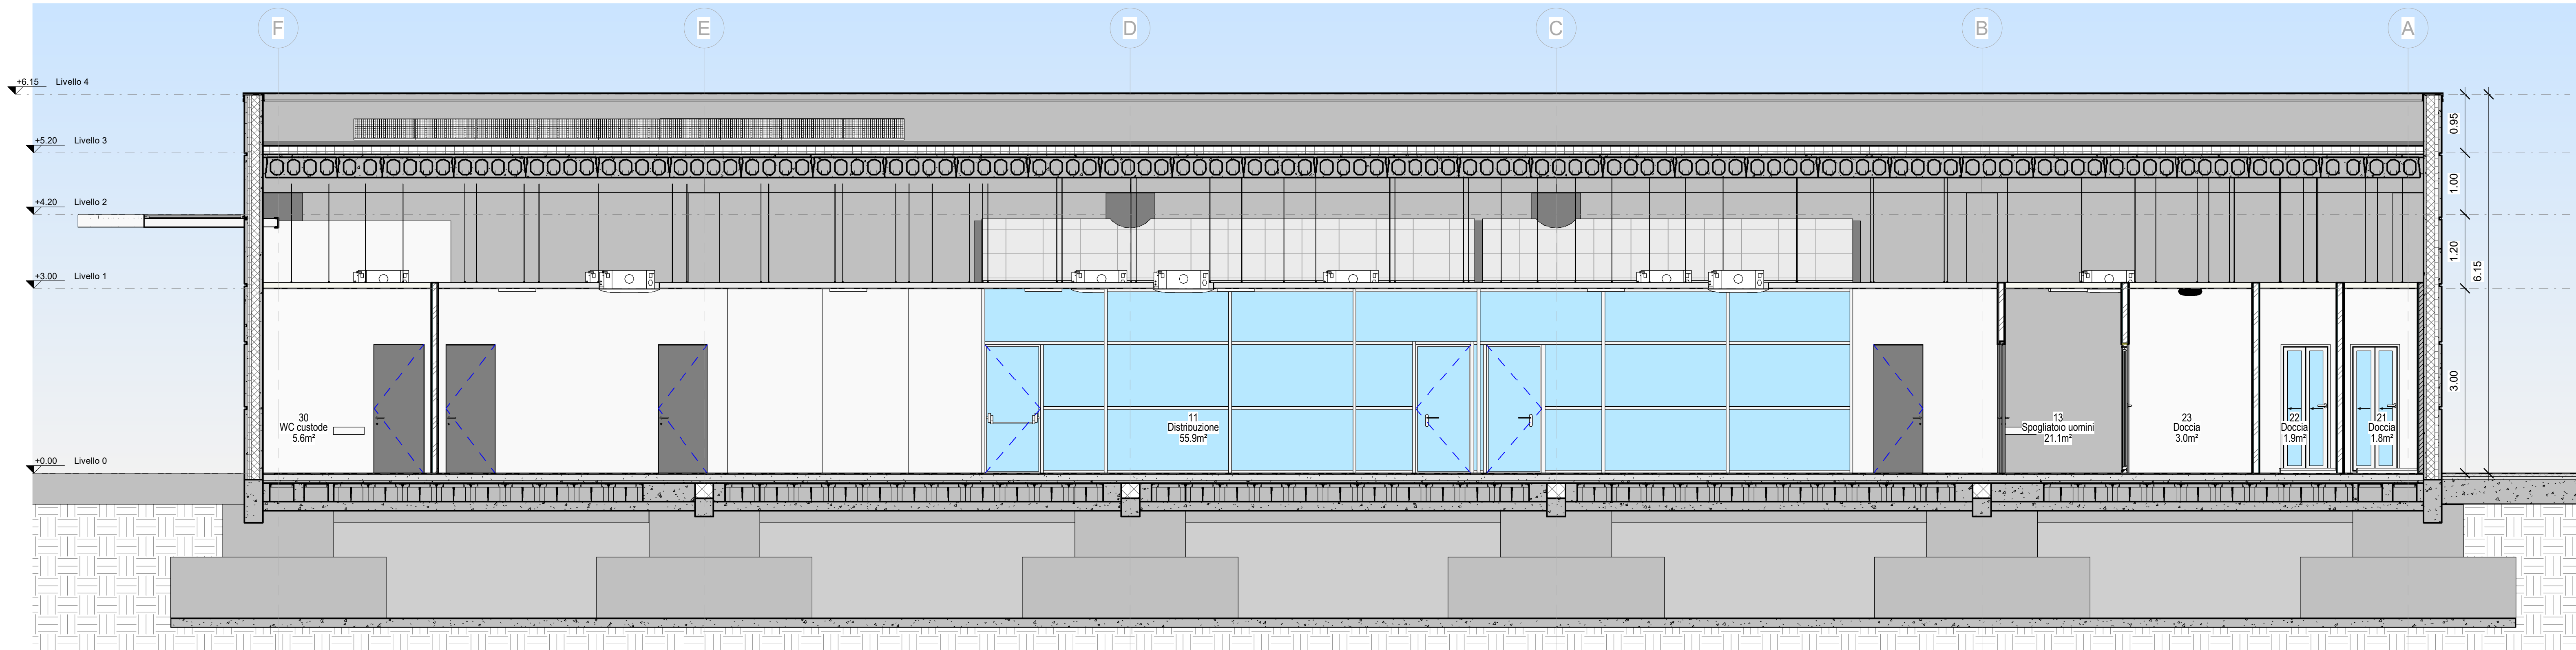 F
E
D
C
B
A
+6.15 Livello 4
+5.20 Livello 3
+4.20 Livello 2
+3.00 Livello 1
+0.00 Livello 0
0.95
1.00
1.20
3.00
6.15
30
WC custode
5.6m²
11
Distribuzione
55.9m²
13
Spogliatoio uomini
21.1m²
23
Doccia
3.0m²
22
Doccia
1.9m²
21
Doccia
1.8m²